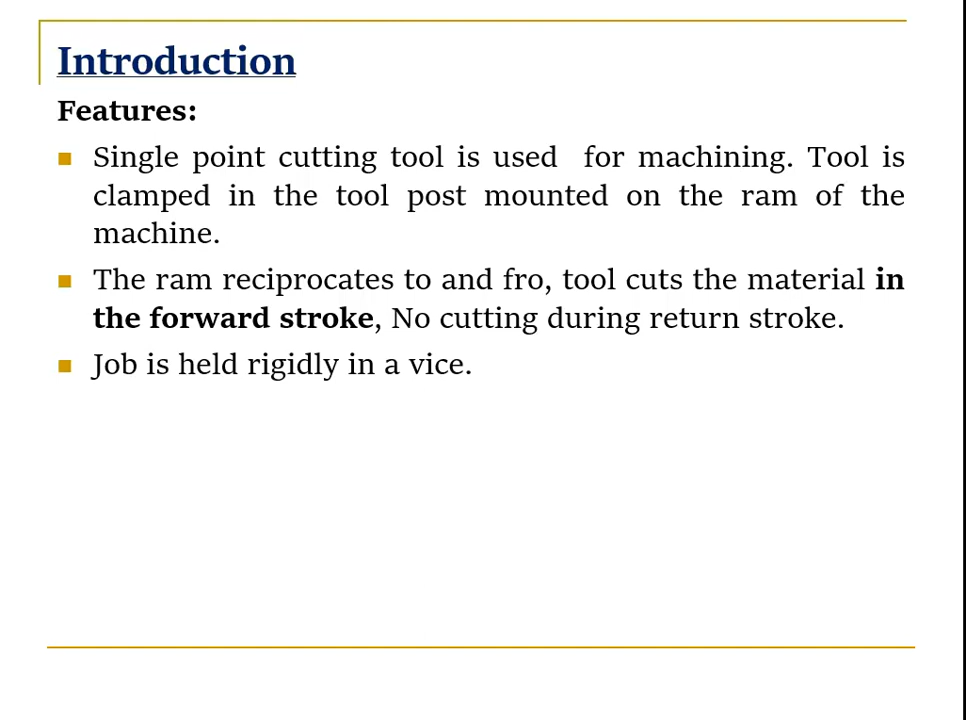 Introduction
Features:
Single point cutting tool is used for machining. Tool is
clamped in the tool post mounted on the ram of the
machine.
The ram reciprocates to and fro, tool cuts the material in
the forward stroke, No cutting during return stroke.
Job is held rigidly in a vice.